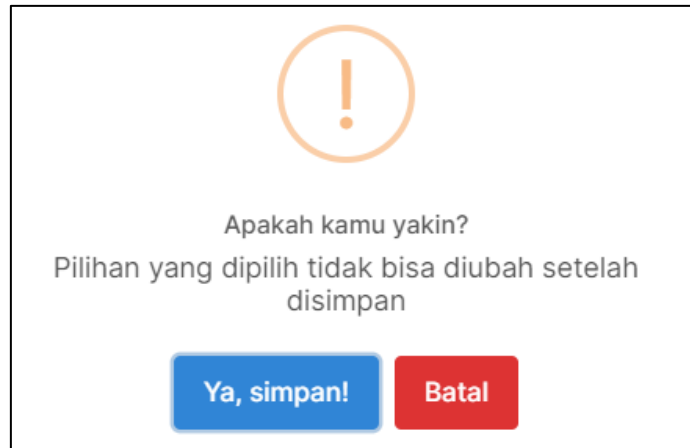 Apakah kamu yakin?
Pilihan yang dipilih tidak bisa diubah setelah
disimpan
Ya, simpan!
Batal